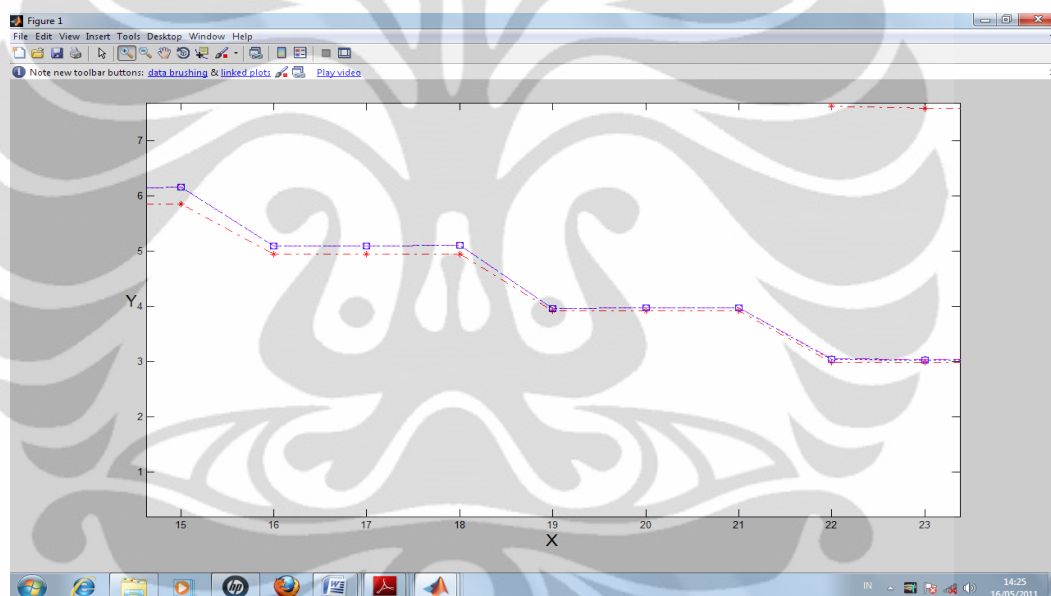 Figure 1
File Edit View Insert Tools Desktop Window Help
Note new toolbar buttons: data brushing & linked plots Play video
7
6
5
4
3
2
1
Y
15 16 17 18 19 20 21 22 23
X
hp
IN
14:25
16/05/2011